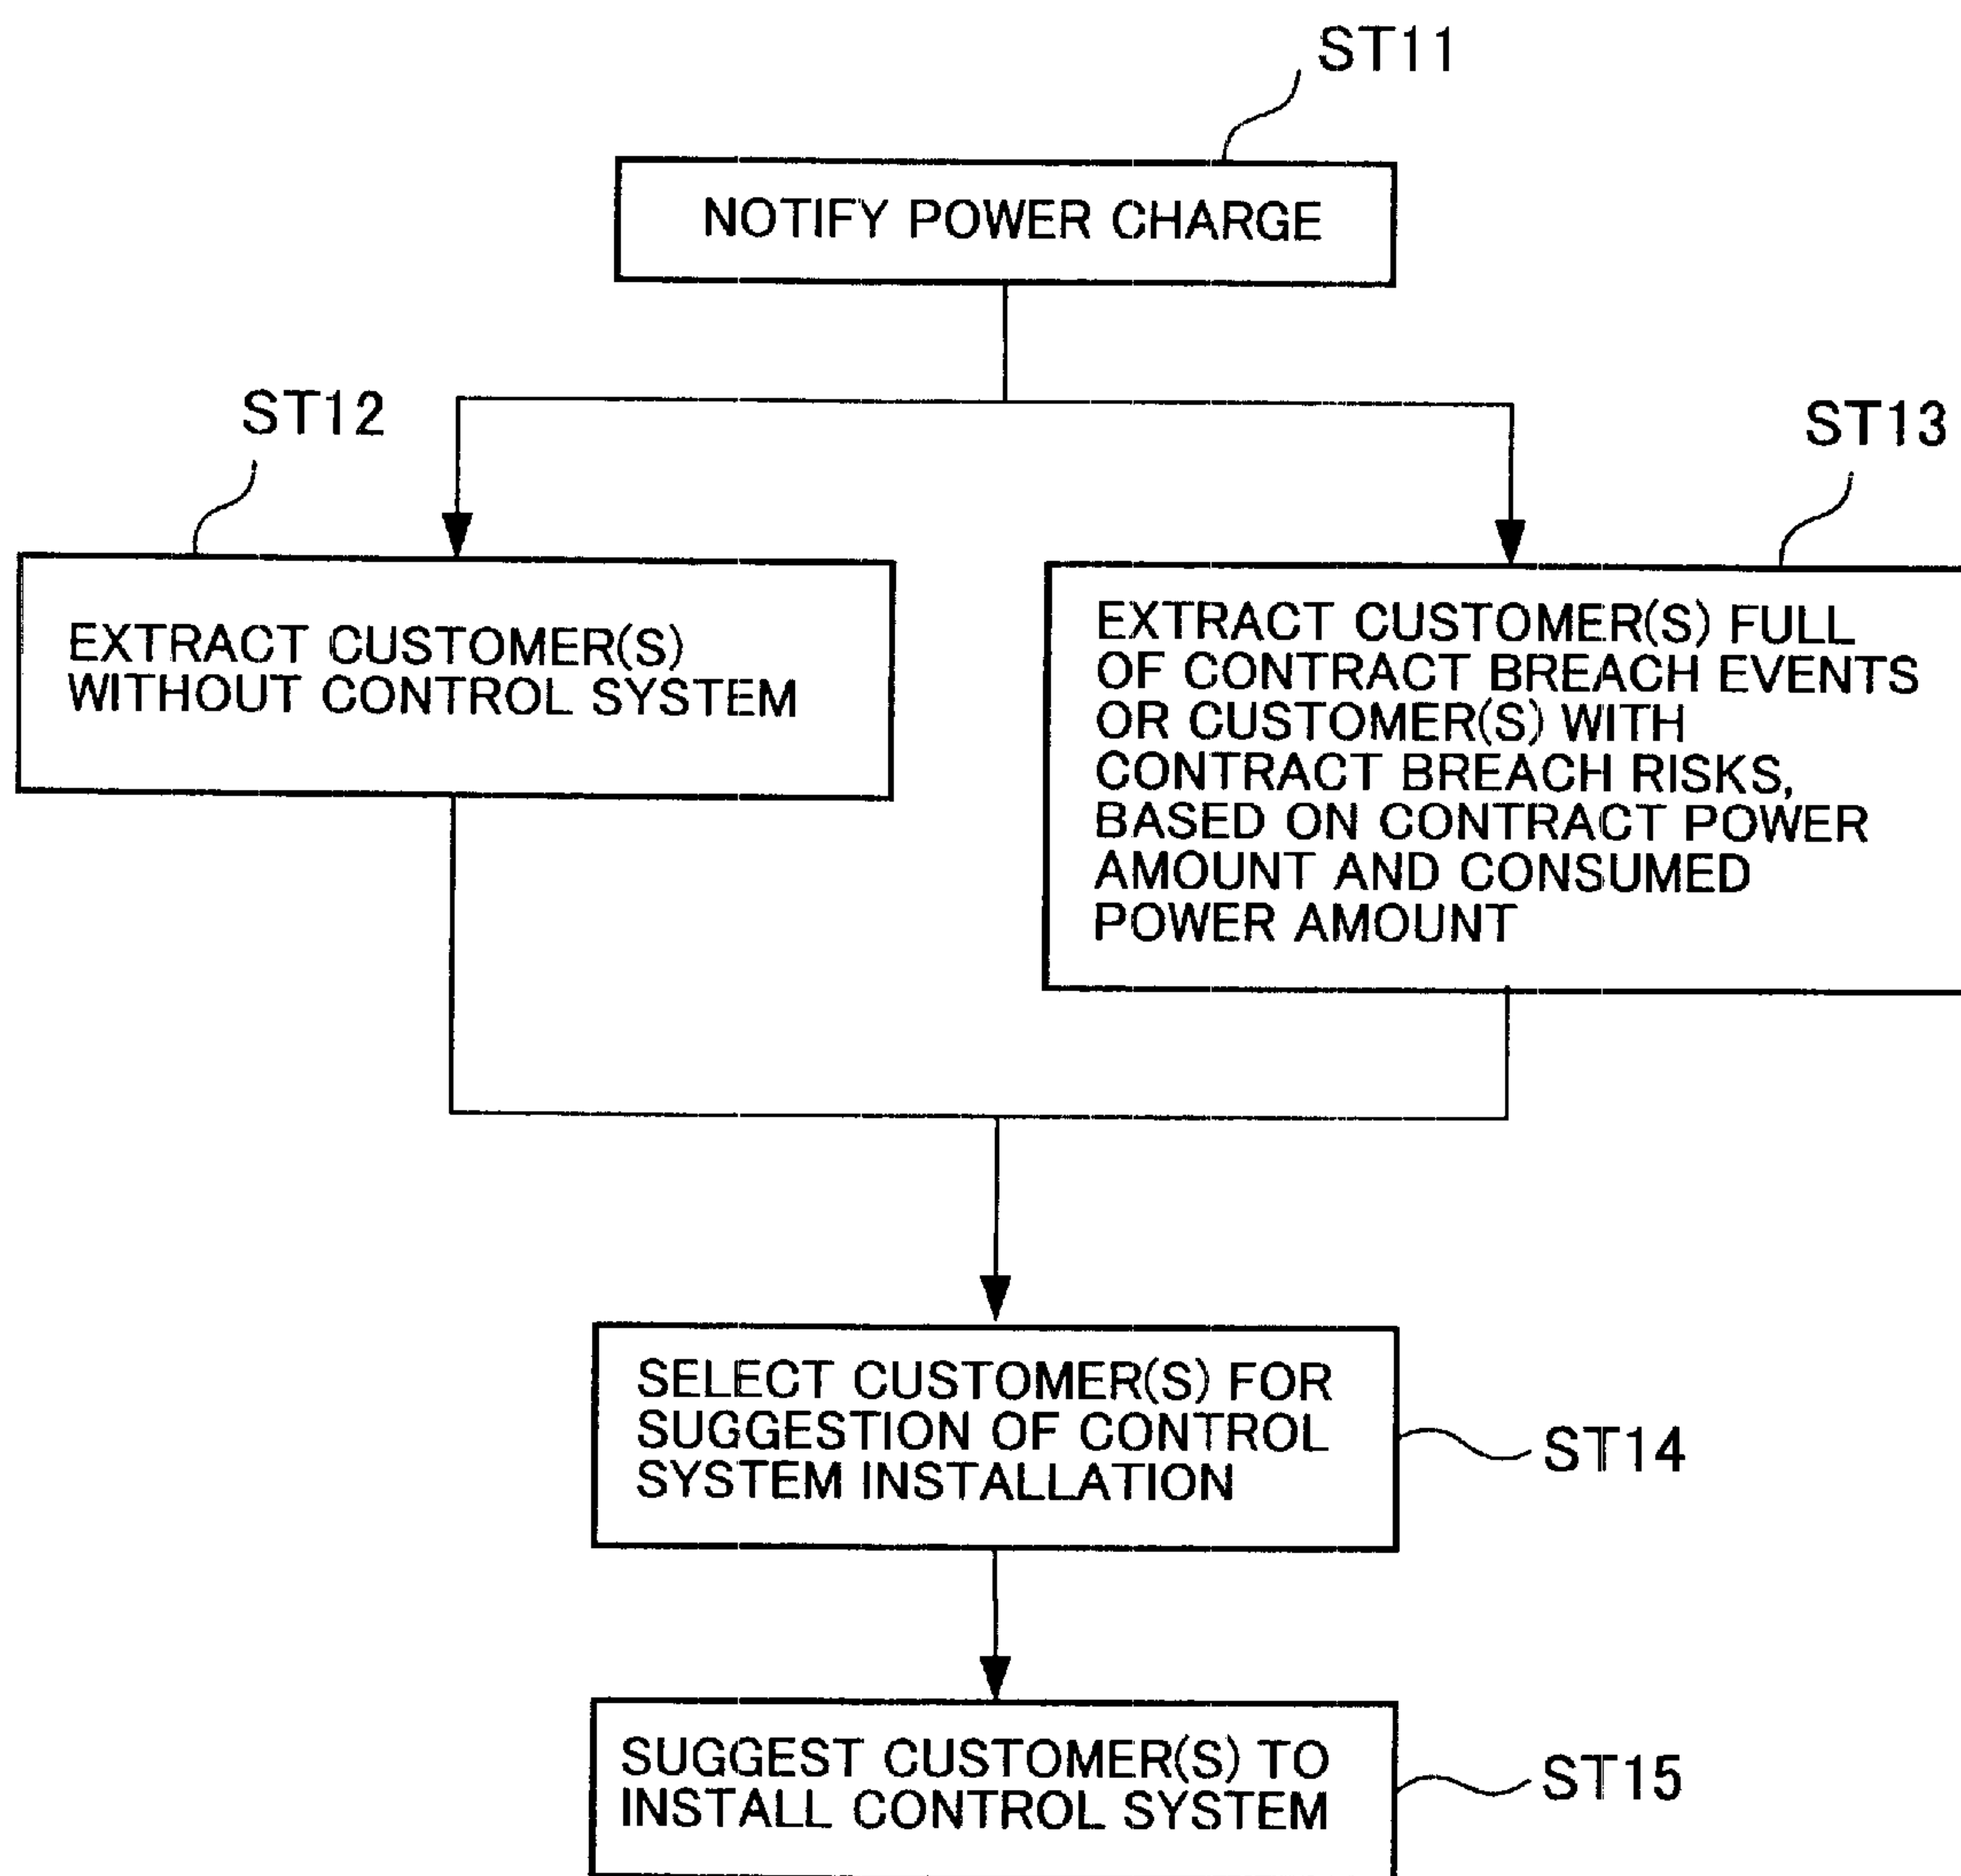 ST11
NOTIFY POWER CHARGE
ST12
ST13
EXTRACT CUSTOMER(S)
WITHOUT CONTROL SYSTEM
EXTRACT CUSTOMER(S) FULL
OF CONTRACT BREACH EVENTS
OR CUSTOMER(S) WITH
CONTRACT BREACH RISKS,
BASED ON CONTRACT POWER
AMOUNT AND CONSUMED
POWER AMOUNT
SELECT CUSTOMER(S) FOR
SUGGESTION OF CONTROL
SYSTEM INSTALLATION
ST14
SUGGEST CUSTOMER(S) TO
INSTALL CONTROL SYSTEM
ST15